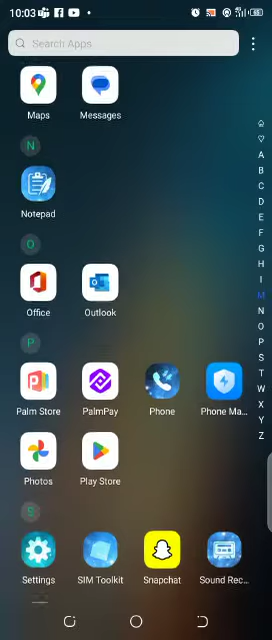 10:03
Search Apps
Maps
Messages
N
Notepad
O
Office
Outlook
P
Palm Store
PalmPay
Phone
Phone Ma...
Photos
Play Store
S
Settings
SIM Toolkit
Snapchat
Sound Rec...
A
B
C
D
E
F
G
H
I
M
N
O
P
S
T
W
X
Y
Z